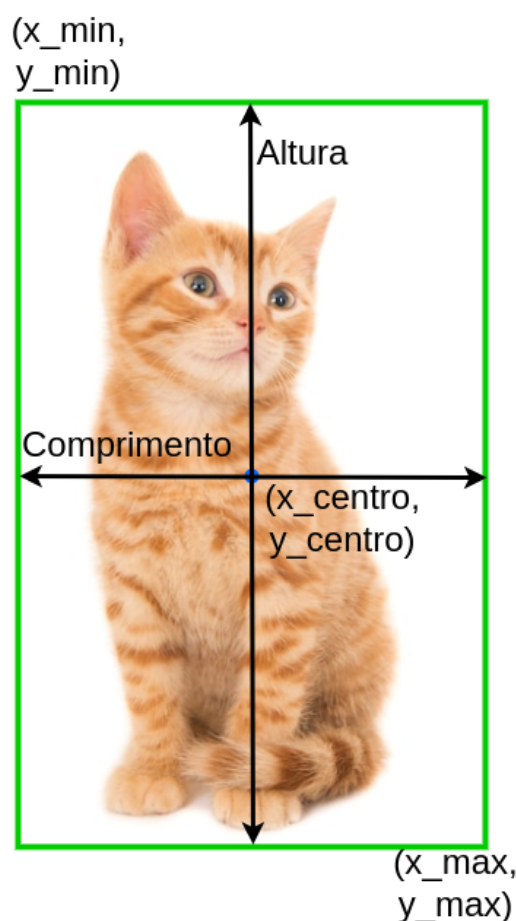 (x_min,
y_min)
Altura
Comprimento
(x_centro,
y_centro)
(x_max,
y_max)